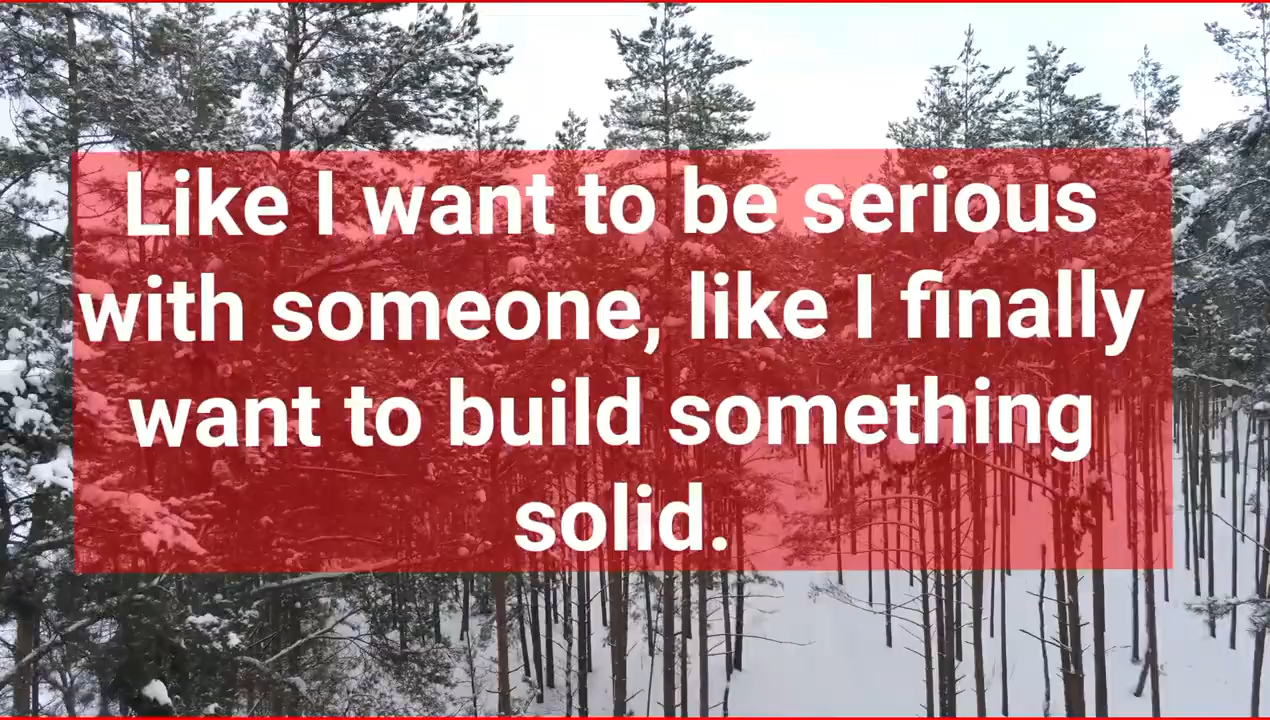 Like I want to be serious
with someone, like I finally
want to build something
solid.